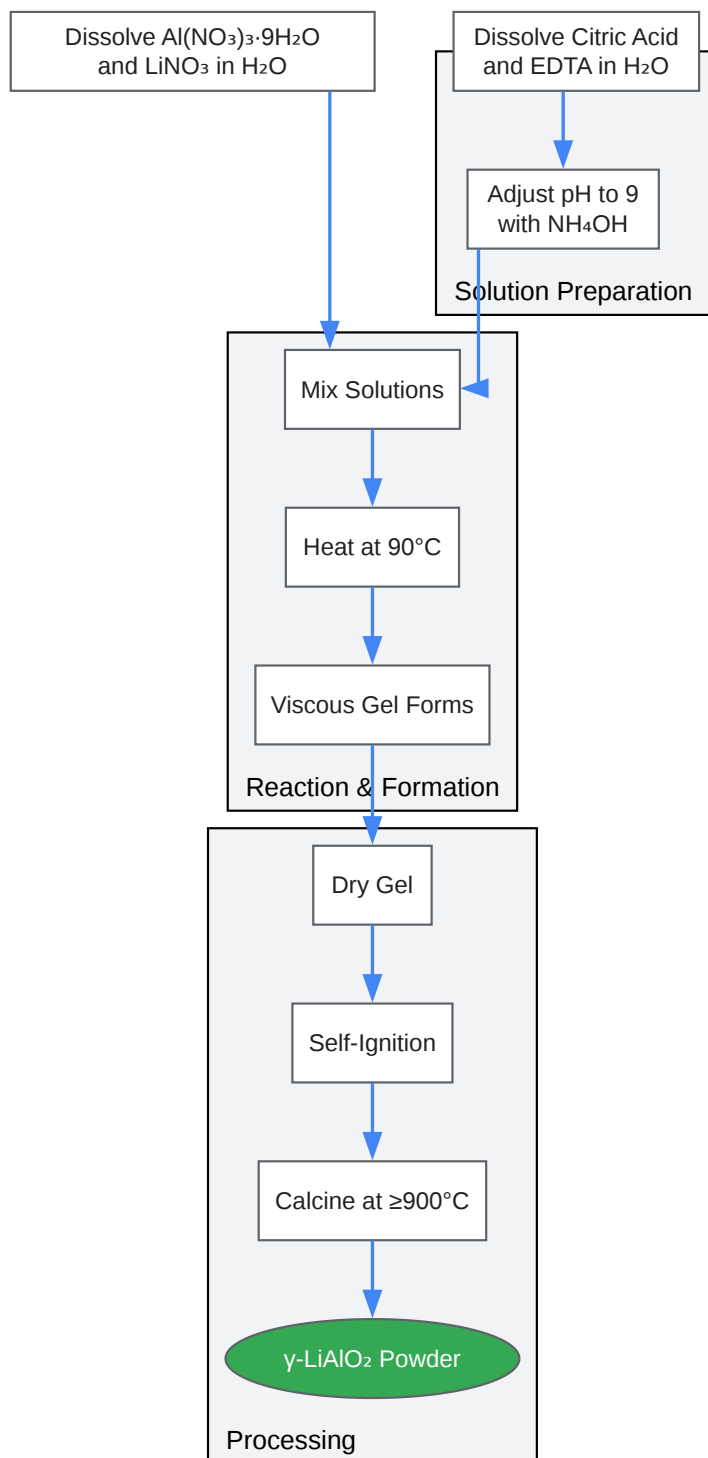 Dissolve Al(NO₃)₃·9H₂O
and LiNO₃ in H₂O
Dissolve Citric Acid
and EDTA in H₂O
Adjust pH to 9
with NH₄OH
Solution Preparation
Mix Solutions
Heat at 90°C
Viscous Gel Forms
Reaction & Formation
Dry Gel
Self-Ignition
Calcine at ≥900°C
γ-LiAlO₂ Powder
Processing